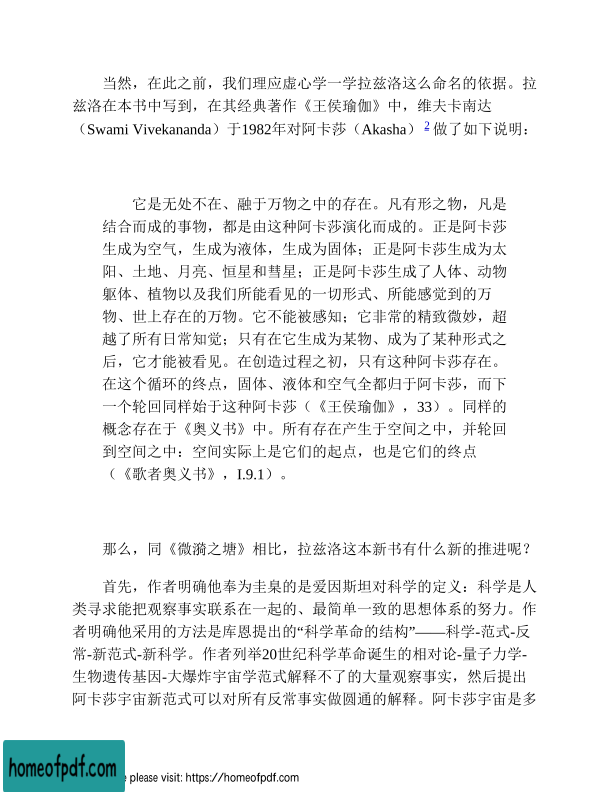 当然，在此之前，我们理应虚心学一学拉兹洛这么命名的依据。拉
兹洛在本书中写到，在其经典著作《王侯瑜伽》中，维夫卡南达
（Swami Vivekananda）于1982年对阿卡莎（Akasha） 2 做了如下说明：
它是无处不在、融于万物之中的存在。凡有形之物，凡是
结合而成的事物，都是由这种阿卡莎演化而成的。正是阿卡莎
生成为空气，生成为液体，生成为固体；正是阿卡莎生成为太
阳、土地、月亮、恒星和彗星；正是阿卡莎生成了人体、动物
躯体、植物以及我们所能看见的一切形式、所能感觉到的万
物、世上存在的万物。它不能被感知；它非常的精致微妙，超
越了所有日常知觉；只有在它生成为某物、成为了某种形式之
后，它才能被看见。在创造过程之初，只有这种阿卡莎存在。
在这个循环的终点，固体、液体和空气全都归于阿卡莎，而下
一个轮回同样始于这种阿卡莎（《王侯瑜伽》，33）。同样的
概念存在于《奥义书》中。所有存在产生于空间之中，并轮回
到空间之中：空间实际上是它们的起点，也是它们的终点
（《歌者奥义书》，I.9.1）。
那么，同《微漪之塘》相比，拉兹洛这本新书有什么新的推进呢？
首先，作者明确他奉为圭臬的是爱因斯坦对科学的定义：科学是人
类寻求能把观察事实联系在一起的、最简单一致的思想体系的努力。作
者明确他采用的方法是库恩提出的“科学革命的结构”——科学-范式-反
常-新范式-新科学。作者列举20世纪科学革命诞生的相对论-量子力学-
生物遗传基因-大爆炸宇宙学范式解释不了的大量观察事实，然后提出
阿卡莎宇宙新范式可以对所有反常事实做圆通的解释。阿卡莎宇宙是多
homeofpdf.com
e please visit: https://homeofpdf.com